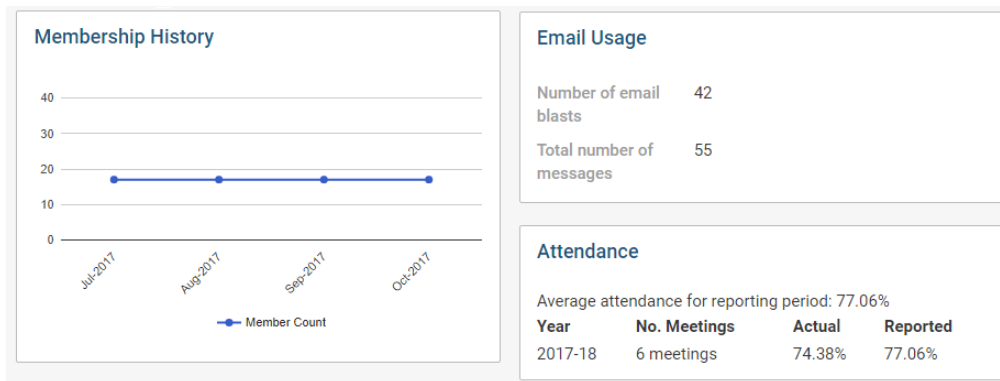 Membership History
40
30
20
10
0
Jul-2017
Aug-2017
Sep-2017
Oct-2017
Member Count
Email Usage
Number of email 42
blasts
Total number of 55
messages
Attendance
Average attendance for reporting period: 77.06%
Year No. Meetings Actual Reported
2017-18 6 meetings 74.38% 77.06%